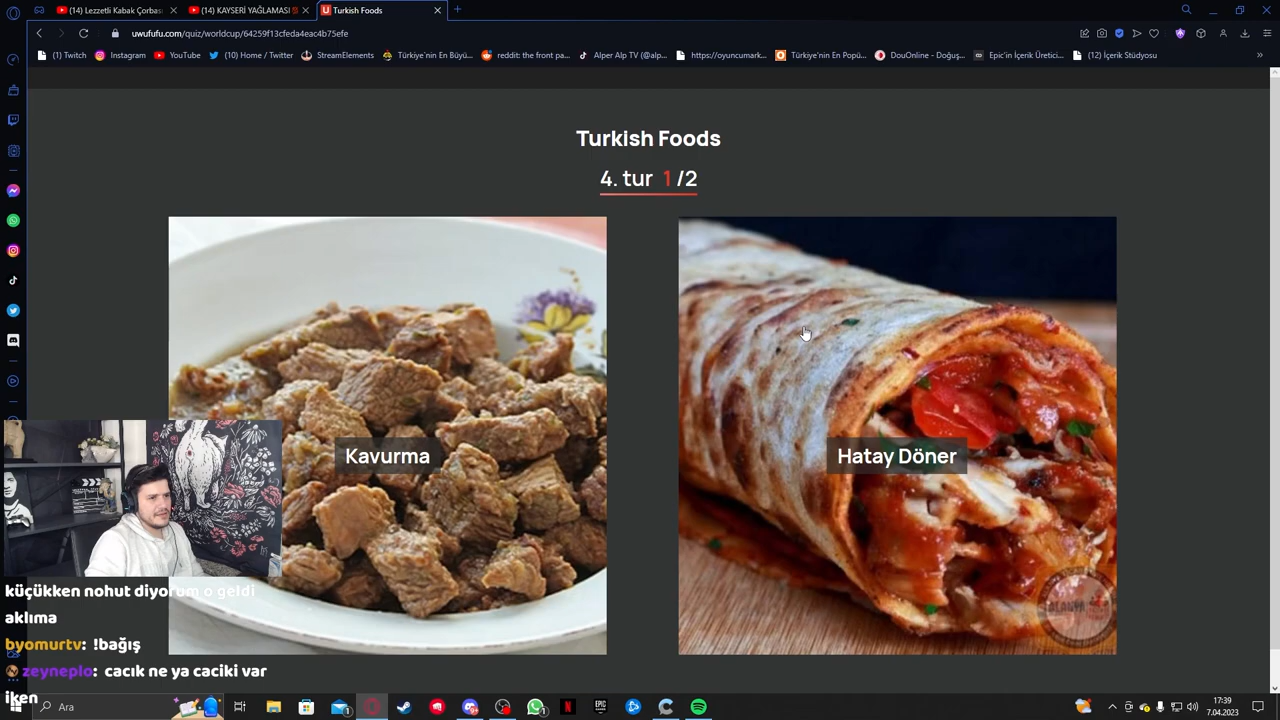 (14) Lezzetli Kabak Çorbas
(14) KAYSERİ YAĞLAMASI
Turkish Foods
uwufufu.com/quiz/worldcup/64259f13cfeda4eac4b75efe
(1) Twitch
Instagram
YouTube
(10) Home / Twitter
StreamElements
Türkiye'nin En Büyü...
reddit: the front pa...
Alper Alp TV (@alp...
https://oyuncumark...
Türkiye'nin En Popü...
DouOnline - Doğuş...
Epic'in İçerik Üretici...
(12) İçerik Stüdyosu
Turkish Foods
4. tur 1 /2
Kavurma
Hatay Döner
küçükken nohut diyorum o geldi
aklıma
byomurtv: !bağış
zeyneplo: cacık ne ya caciki var
iken
Ara
17:39
7.04.2023